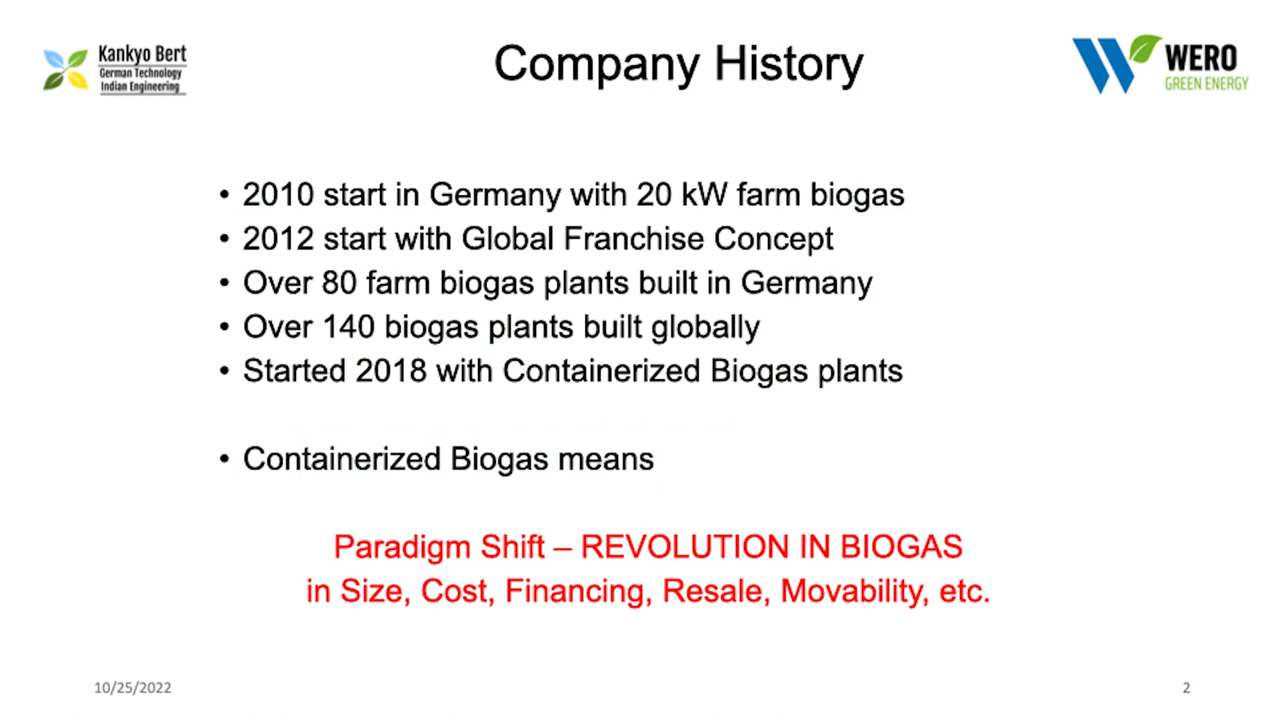 Kankyo Bert
German Technology
Indian Engineering
Company History
WERO
GREEN ENERGY
• 2010 start in Germany with 20 kW farm biogas
• 2012 start with Global Franchise Concept
• Over 80 farm biogas plants built in Germany
• Over 140 biogas plants built globally
• Started 2018 with Containerized Biogas plants
• Containerized Biogas means
Paradigm Shift – REVOLUTION IN BIOGAS
in Size, Cost, Financing, Resale, Movability, etc.
10/25/2022
2